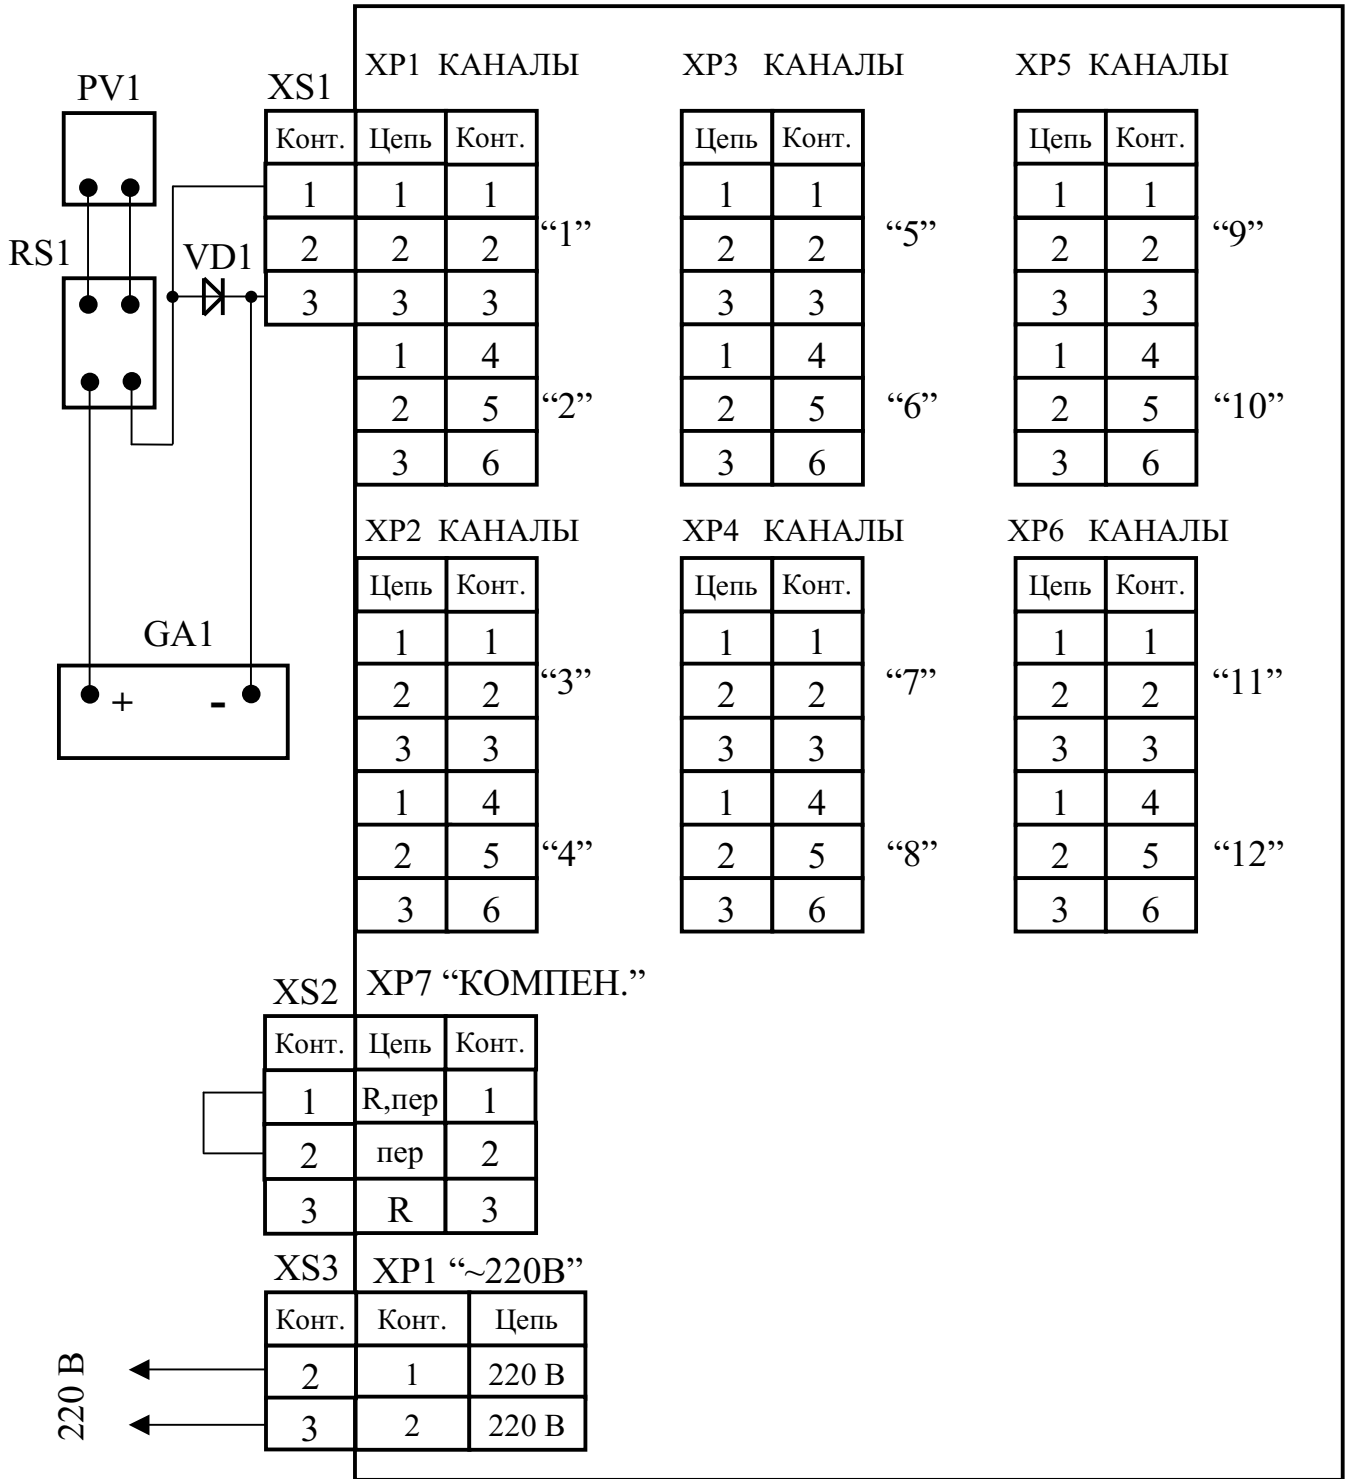 XP1 КАНАЛЫ XP3 КАНАЛЫ XP5 КАНАЛЫ
PV1 XS1
Конт. Цепь Конт. Цепь Конт. Цепь Конт.
1 1 1 1 1 1 1
“1” “5” “9”
RS1 VD1 2 2 2 2 2 2 2
3 3 3 3 3 3 3
1 4 1 4 1 4
2 5 “2” 2 5 “6” 2 5 “10”
3 6 3 6 3 6
XP2 КАНАЛЫ XP4 КАНАЛЫ XP6 КАНАЛЫ
Цепь Конт. Цепь Конт. Цепь Конт.
GA1 1 1 1 1 1 1
+ - 2 2 “3” 2 2 “7” 2 2 “11”
3 3 3 3 3 3
1 4 1 4 1 4
2 5 “4” 2 5 “8” 2 5 “12”
3 6 3 6 3 6
XS2 XP7 “КОМПЕН.”
Конт. Цепь Конт.
1 R,пер 1
2 пер 2
3 R 3
XS3 XP1 “~220В”
Конт. Конт. Цепь
220 В
2 1 220 В
3 2 220 В